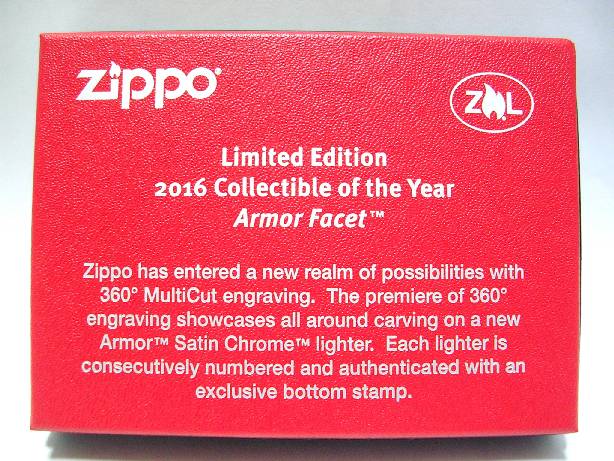 zippo®
ZL
Limited Edition
2016 Collectible of the Year
Armor Facet™
Zippo has entered a new realm of possibilities with
360° MultiCut engraving. The premiere of 360°
engraving showcases all around carving on a new
Armor™ Satin Chrome™ lighter. Each lighter is
consecutively numbered and authenticated with an
exclusive bottom stamp.